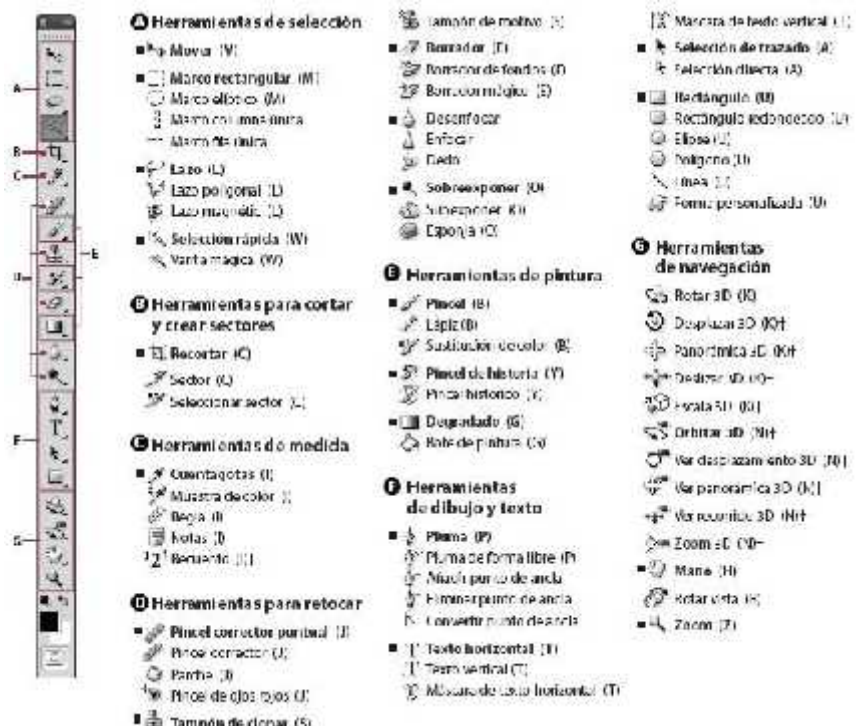 A
B
C
D
E
F
G
A Herramientas de selección
Mover (V)
Marco rectangular (M)
Marco elíptico (M)
Marco columna única
Marco fila única
Lazo (L)
Lazo poligonal (L)
Lazo magnétic (L)
Selección rápida (W)
Varita mágica (W)
B Herramientas para cortar
y crear sectores
Recortar (C)
Sector (C)
Seleccionar sector (C)
C Herramientas de medida
Cuentagotas (I)
Muestra de color (I)
Regla (I)
Notas (I)
Recuento (I)†
D Herramientas para retocar
Pincel corrector puntual (J)
Pincel corrector (J)
Parche (J)
Pincel de ojos rojos (J)
Tampón de clonar (S)
Tampón de motivo (S)
Borrador (E)
Borrador de fondos (E)
Borrador mágico (E)
Desenfocar
Enfocar
Dedo
Sobreexponer (O)
Subexponer (O)
Esponja (O)
E Herramientas de pintura
Pincel (B)
Lápiz (B)
Sustitución de color (B)
Pincel de historia (Y)
Pincel histórico (Y)
Degradado (G)
Bote de pintura (G)
F Herramientas
de dibujo y texto
Pluma (P)
Pluma de forma libre (P)
Añadir punto de ancla
Eliminar punto de ancla
Convertir punto de ancla
Texto horizontal (T)
Texto vertical (T)
Máscara de texto horizontal (T)
Máscara de texto vertical (T)
Selección de trazado (A)
Selección directa (A)
Rectángulo (U)
Rectángulo redondeado (U)
Elipse (U)
Polígono (U)
Línea (U)
Forma personalizada (U)
G Herramientas
de navegación
Rotar 3D (K)
Desplazar 3D (K)†
Panorámica 3D (K)†
Deslizar 3D (K)†
Escala 3D (K)†
Orbitar 3D (N)†
Ver desplazamiento 3D (N)†
Ver panorámica 3D (N)†
Ver recorrido 3D (N)†
Zoom 3D (N)†
Mano (H)
Rotar vista (R)
Zoom (Z)